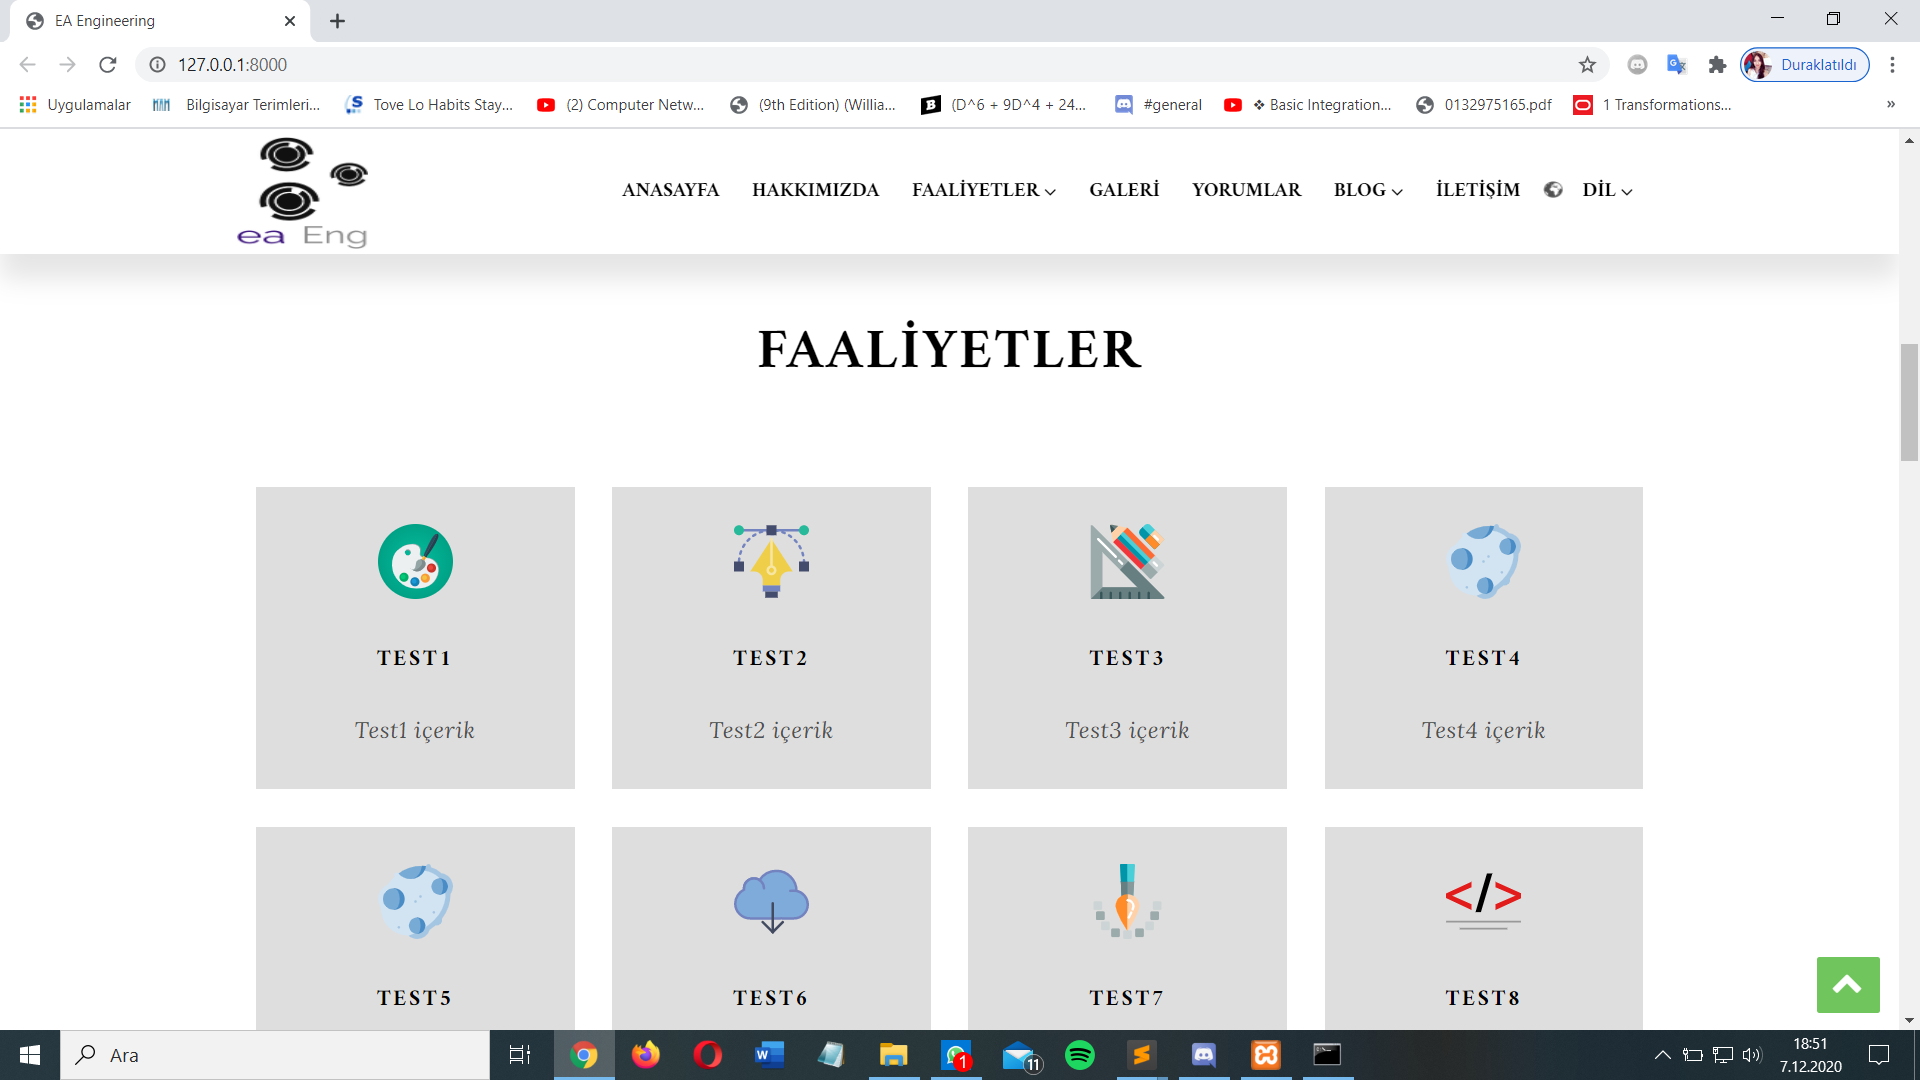 EA Engineering
127.0.0.1:8000
Duraklatıldı
Uygulamalar
Bilgisayar Terimleri...
Tove Lo Habits Stay...
(2) Computer Netw...
(9th Edition) (Willia...
(D^6 + 9D^4 + 24...
#general
❖ Basic Integration...
0132975165.pdf
1 Transformations...
»
ea Eng
ANASAYFA
HAKKIMIZDA
FAALİYETLER
GALERİ
YORUMLAR
BLOG
İLETİŞİM
DİL
FAALİYETLER
TEST1
TEST2
TEST3
TEST4
Test1 içerik
Test2 içerik
Test3 içerik
Test4 içerik
</>
TEST5
TEST6
TEST7
TEST8
Ara
1
11
18:51
7.12.2020